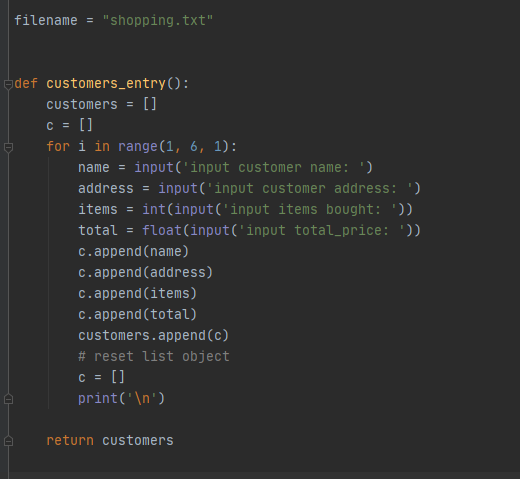 filename = "shopping.txt"
def customers_entry():
    customers = []
    c = []
    for i in range(1, 6, 1):
        name = input('input customer name: ')
        address = input('input customer address: ')
        items = int(input('input items bought: '))
        total = float(input('input total_price: '))
        c.append(name)
        c.append(address)
        c.append(items)
        c.append(total)
        customers.append(c)
        # reset list object
        c = []
        print('\n')
    return customers